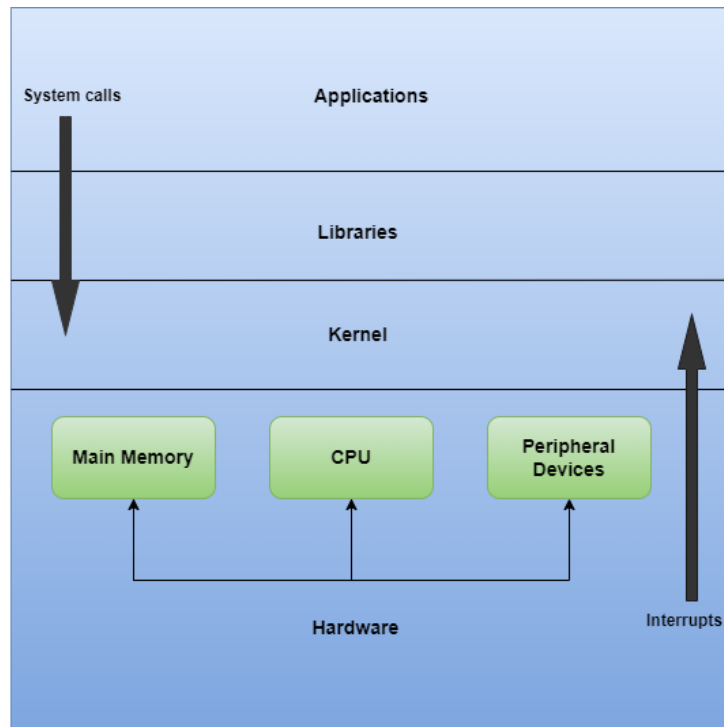 System calls
Applications
Libraries
Kernel
Main Memory
CPU
Peripheral
Devices
Hardware
Interrupts